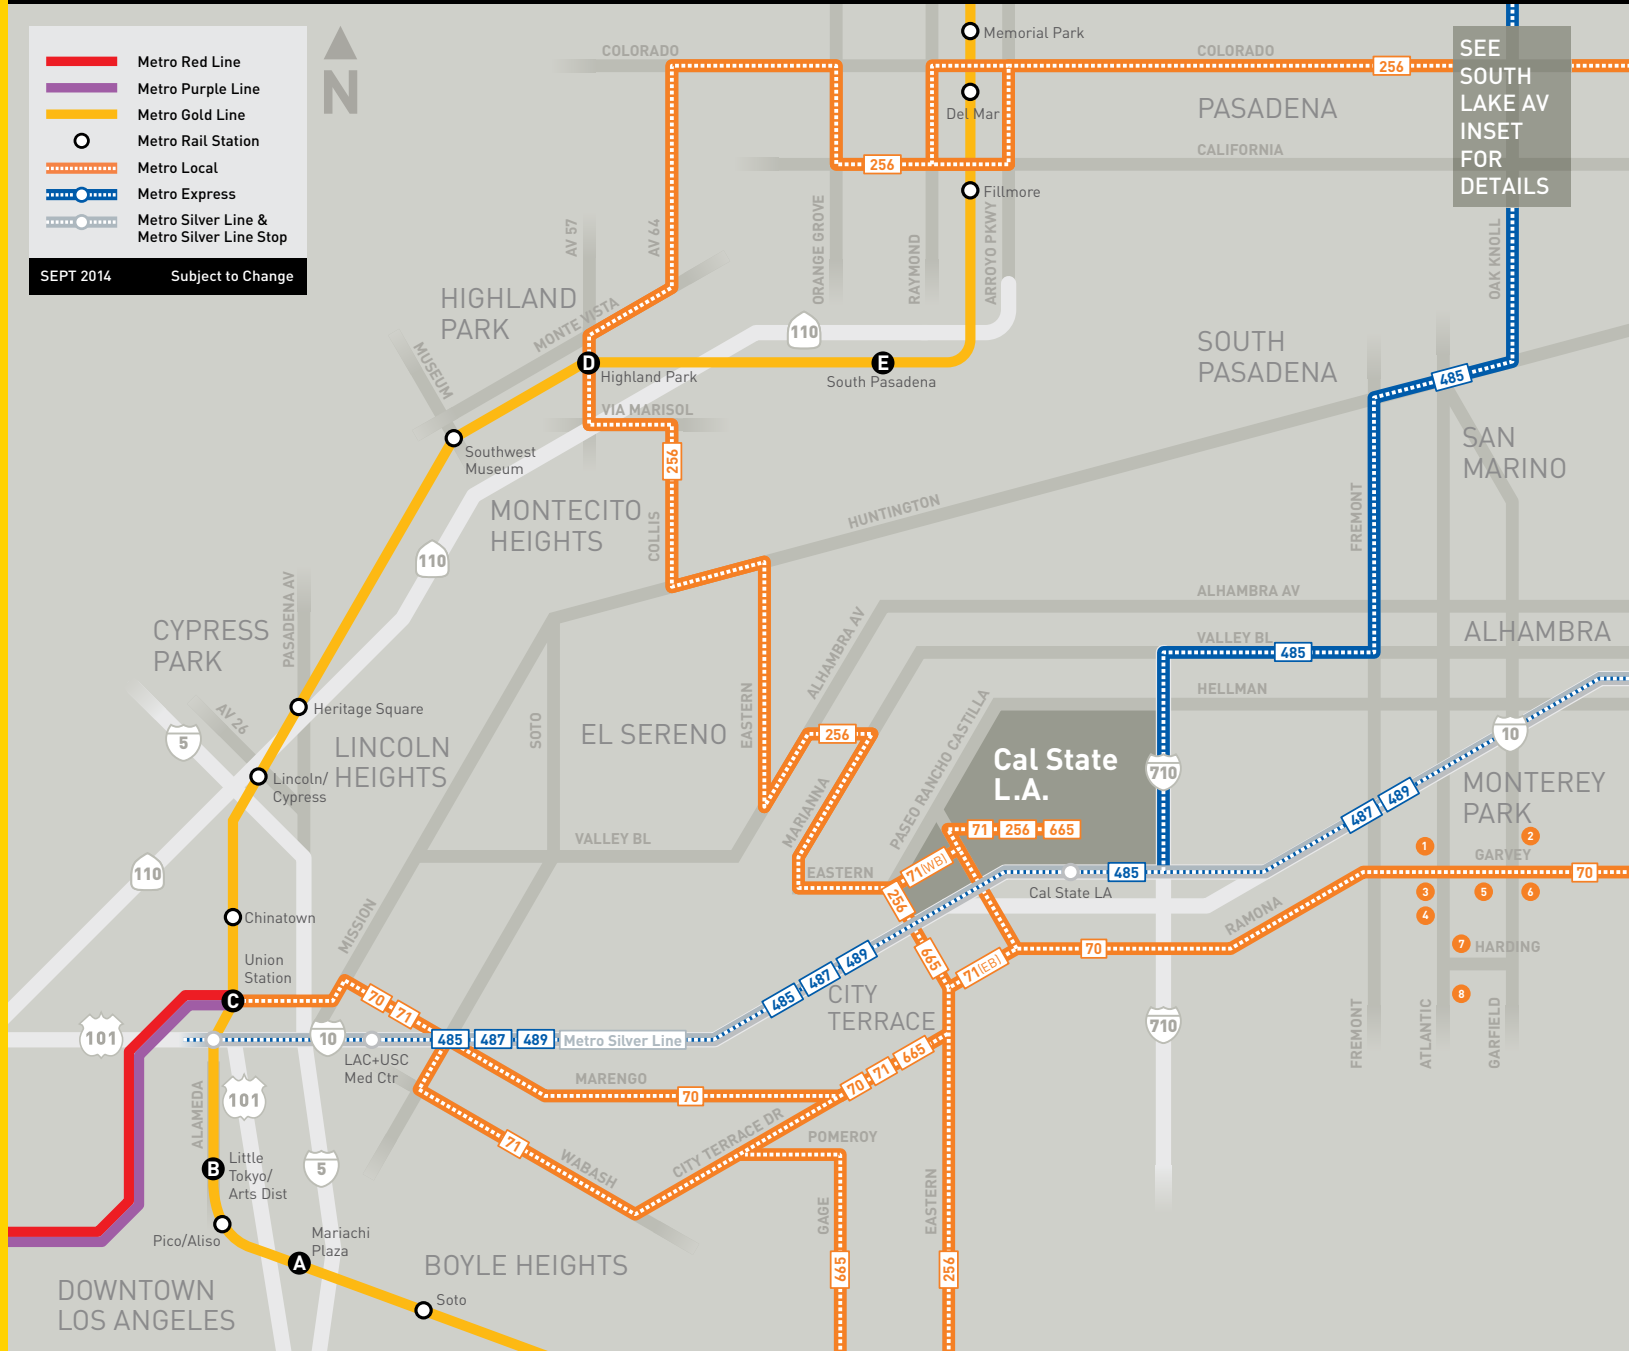 Metro Red Line
Metro Purple Line
Metro Gold Line
Metro Rail Station
Metro Local
Metro Express
Metro Silver Line &
Metro Silver Line Stop
SEPT 2014 Subject to Change
N
Memorial Park
COLORADO
COLORADO
256
SEE
SOUTH
LAKE AV
INSET
FOR
DETAILS
Del Mar
PASADENA
CALIFORNIA
256
Fillmore
AV 57
AV 64
ORANGE GROVE
RAYMOND
ARROYO PKWY
OAK KNOLL
HIGHLAND
PARK
MONTE VISTA
110
MUSEUM
D
Highland Park
E
South Pasadena
SOUTH
PASADENA
485
VIA MARISOL
256
Southwest
Museum
SAN
MARINO
MONTECITO
HEIGHTS
COLLIS
HUNTINGTON
FREMONT
110
PASADENA AV
ALHAMBRA AV
CYPRESS
PARK
ALHAMBRA AV
VALLEY BL
485
ALHAMBRA
HELLMAN
Heritage Square
AV 26
5
LINCOLN
HEIGHTS
SOTO
EL SERENO
EASTERN
256
PASEO RANCHO CASTILLA
Cal State
L.A.
710
10
Lincoln/
Cypress
MARIANNA
MONTEREY
PARK
487
489
71
256
665
VALLEY BL
1
2
GARVEY
110
EASTERN
71(WB)
485
70
Cal State LA
3
5
6
4
256
RAMONA
Chinatown
MISSION
665
70
7
HARDING
Union
Station
71(EB)
485
487
489
8
C
70
71
CITY
TERRACE
FREMONT
ATLANTIC
GARFIELD
101
10
485
487
489
Metro Silver Line
710
LAC+USC
Med Ctr
70
71
665
MARENGO
70
ALAMEDA
101
71
CITY TERRACE DR
POMEROY
B
Little
Tokyo/
Arts Dist
5
WABASH
GAGE
EASTERN
Pico/Aliso
Mariachi
Plaza
A
BOYLE HEIGHTS
665
256
DOWNTOWN
LOS ANGELES
Soto